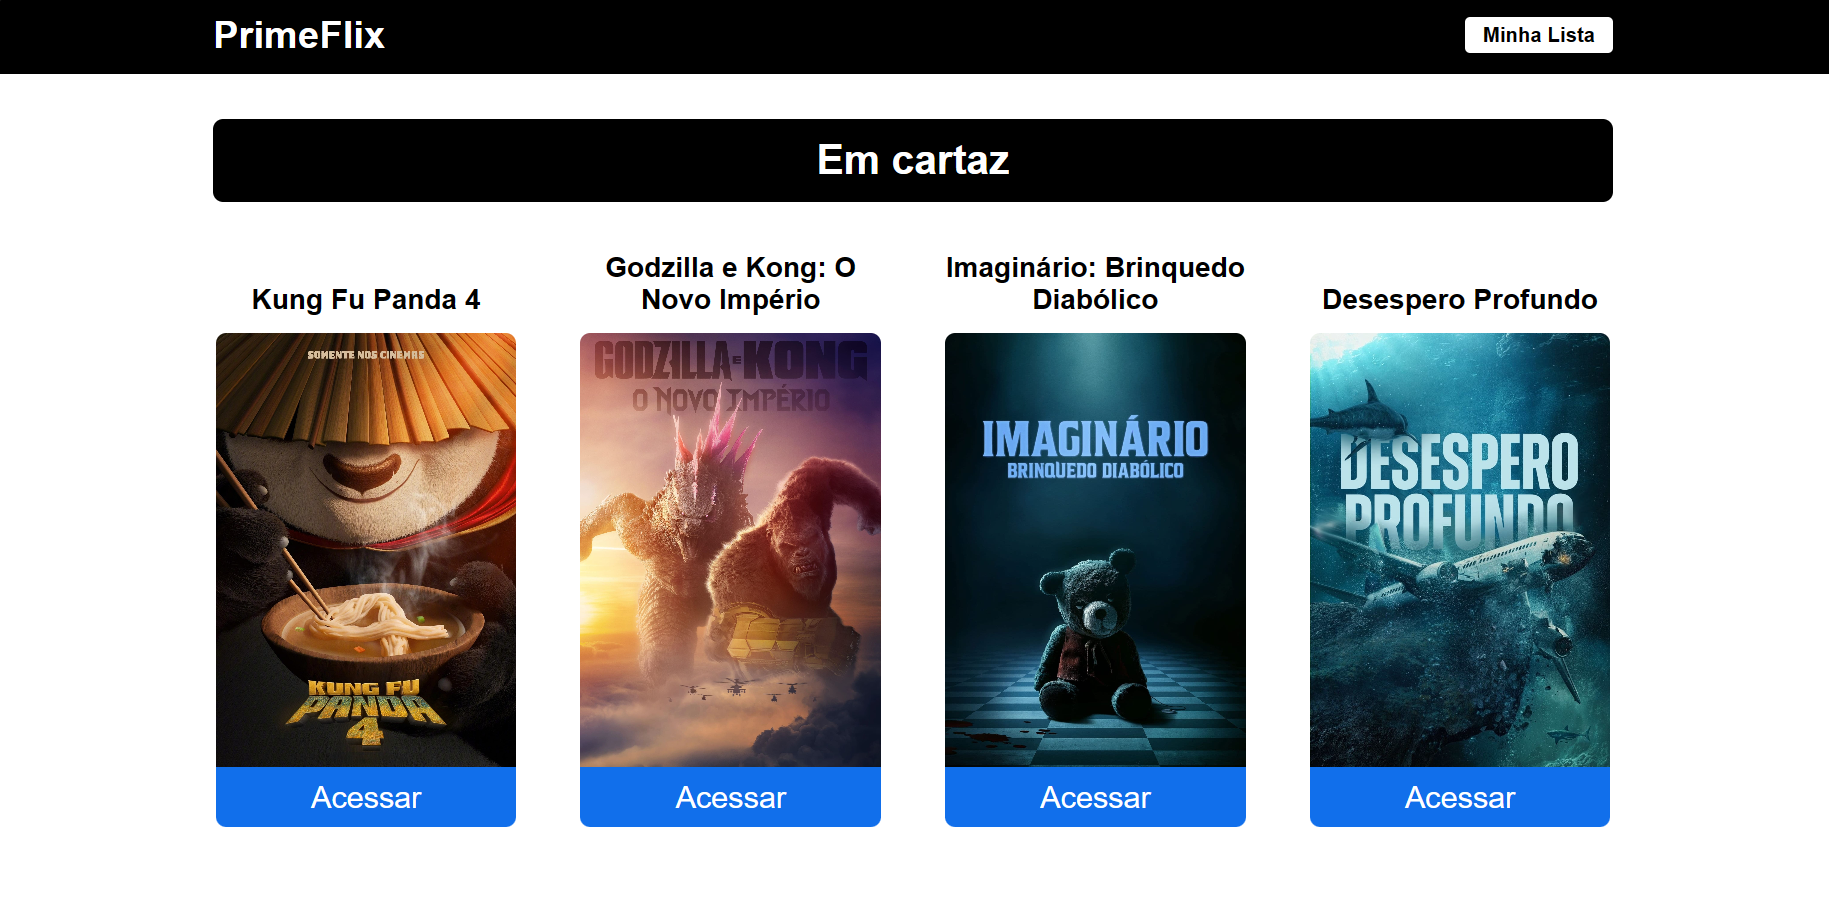 PrimeFlix
Minha Lista
Em cartaz
Kung Fu Panda 4
Godzilla e Kong: O
Novo Império
Imaginário: Brinquedo
Diabólico
Desespero Profundo
SOMENTE NOS CINEMAS
KUNG FU
PANDA
4
GODZILLA E KONG
O NOVO IMPÉRIO
IMAGINÁRIO
BRINQUEDO DIABÓLICO
DESESPERO
PROFUNDO
Acessar
Acessar
Acessar
Acessar